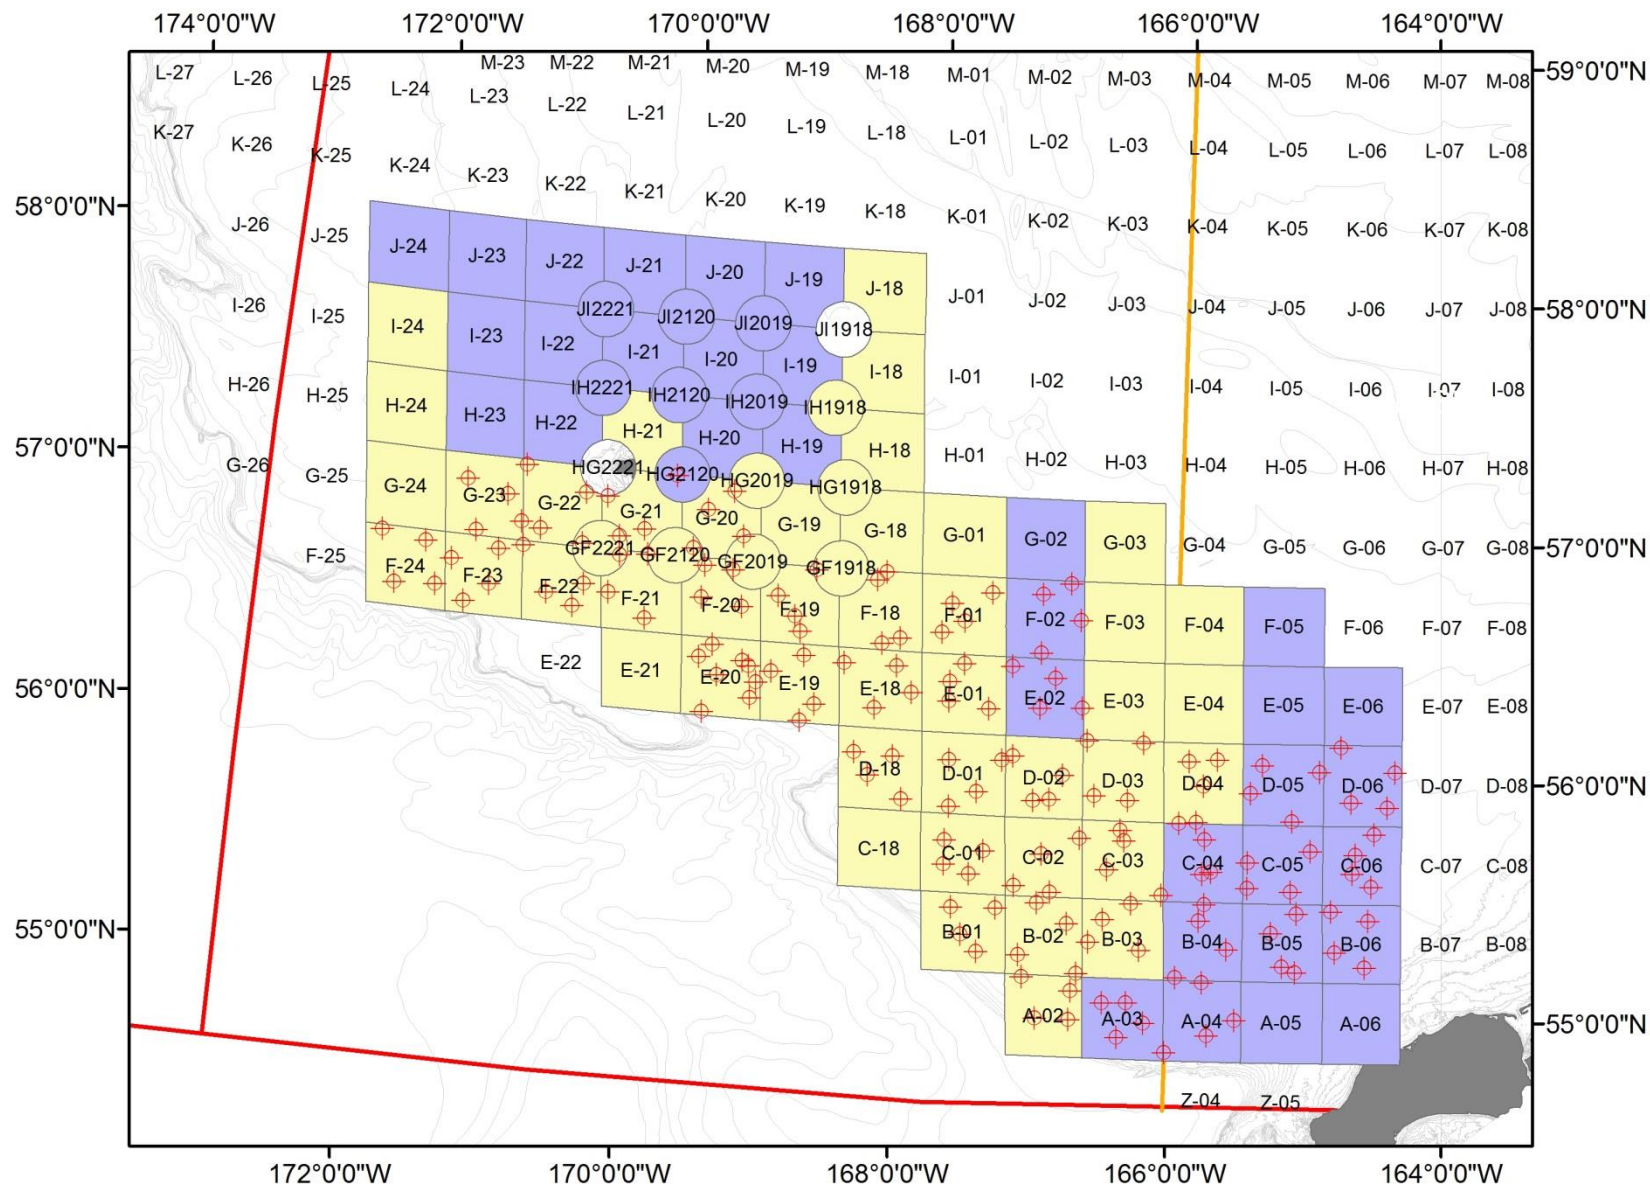 174°0'0"W 172°0'0"W 170°0'0"W 168°0'0"W 166°0'0"W 164°0'0"W
M-23 M-22 M-21 M-20 M-19 M-18 M-01 M-02 M-03 M-04 M-05 M-06 M-07 M-08
59°0'0"N
L-27 L-26 L-25 L-24 L-23 L-22 L-21 L-20 L-19 L-18 L-01 L-02 L-03 L-04 L-05 L-06 L-07 L-08
K-27 K-26 K-25 K-24 K-23 K-22 K-21 K-20 K-19 K-18 K-01 K-02 K-03 K-04 K-05 K-06 K-07 K-08
58°0'0"N
J-26 J-25 J-24 J-23 J-22 J-21 J-20 J-19 J-18 J-01 J-02 J-03 J-04 J-05 J-06 J-07 J-08
58°0'0"N
JI2221 JI2120 JI2019 JI1918
I-26 I-25 I-24 I-23 I-22 I-21 I-20 I-19 I-18 I-01 I-02 I-03 I-04 I-05 I-06 I-07 I-08
IH2221 IH2120 IH2019 IH1918
H-26 H-25 H-24 H-23 H-22 H-21 H-20 H-19 H-18 H-01 H-02 H-03 H-04 H-05 H-06 H-07 H-08
57°0'0"N
HG2221 HG2120 HG2019 HG1918
G-26 G-25 G-24 G-23 G-22 G-21 G-20 G-19 G-18 G-01 G-02 G-03 G-04 G-05 G-06 G-07 G-08
57°0'0"N
GF2221 GF2120 GF2019 GF1918
F-25 F-24 F-23 F-22 F-21 F-20 F-19 F-18 F-01 F-02 F-03 F-04 F-05 F-06 F-07 F-08
56°0'0"N
E-22 E-21 E-20 E-19 E-18 E-01 E-02 E-03 E-04 E-05 E-06 E-07 E-08
D-18 D-01 D-02 D-03 D-04 D-05 D-06 D-07 D-08
56°0'0"N
C-18 C-01 C-02 C-03 C-04 C-05 C-06 C-07 C-08
55°0'0"N
B-01 B-02 B-03 B-04 B-05 B-06 B-07 B-08
A-02 A-03 A-04 A-05 A-06
55°0'0"N
Z-04 Z-05
172°0'0"W 170°0'0"W 168°0'0"W 166°0'0"W 164°0'0"W